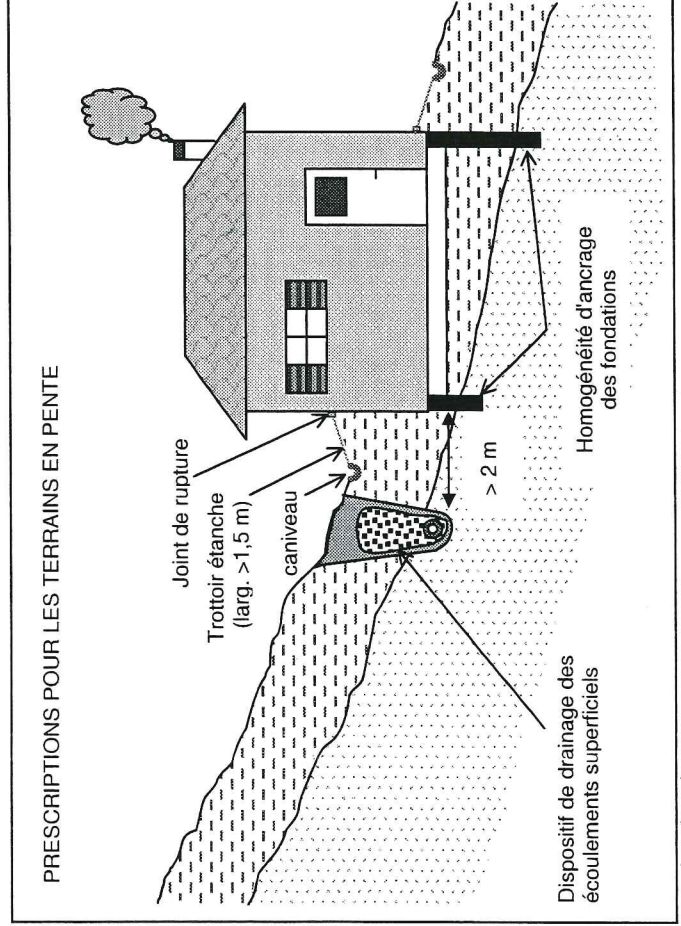 PRESCRIPTIONS POUR LES TERRAINS EN PENTE
Joint de rupture
Trottoir étanche
(larg. >1,5 m)
caniveau
> 2 m
Homogénéité d'ancrage
des fondations
Dispositif de drainage des
écoulements superficiels